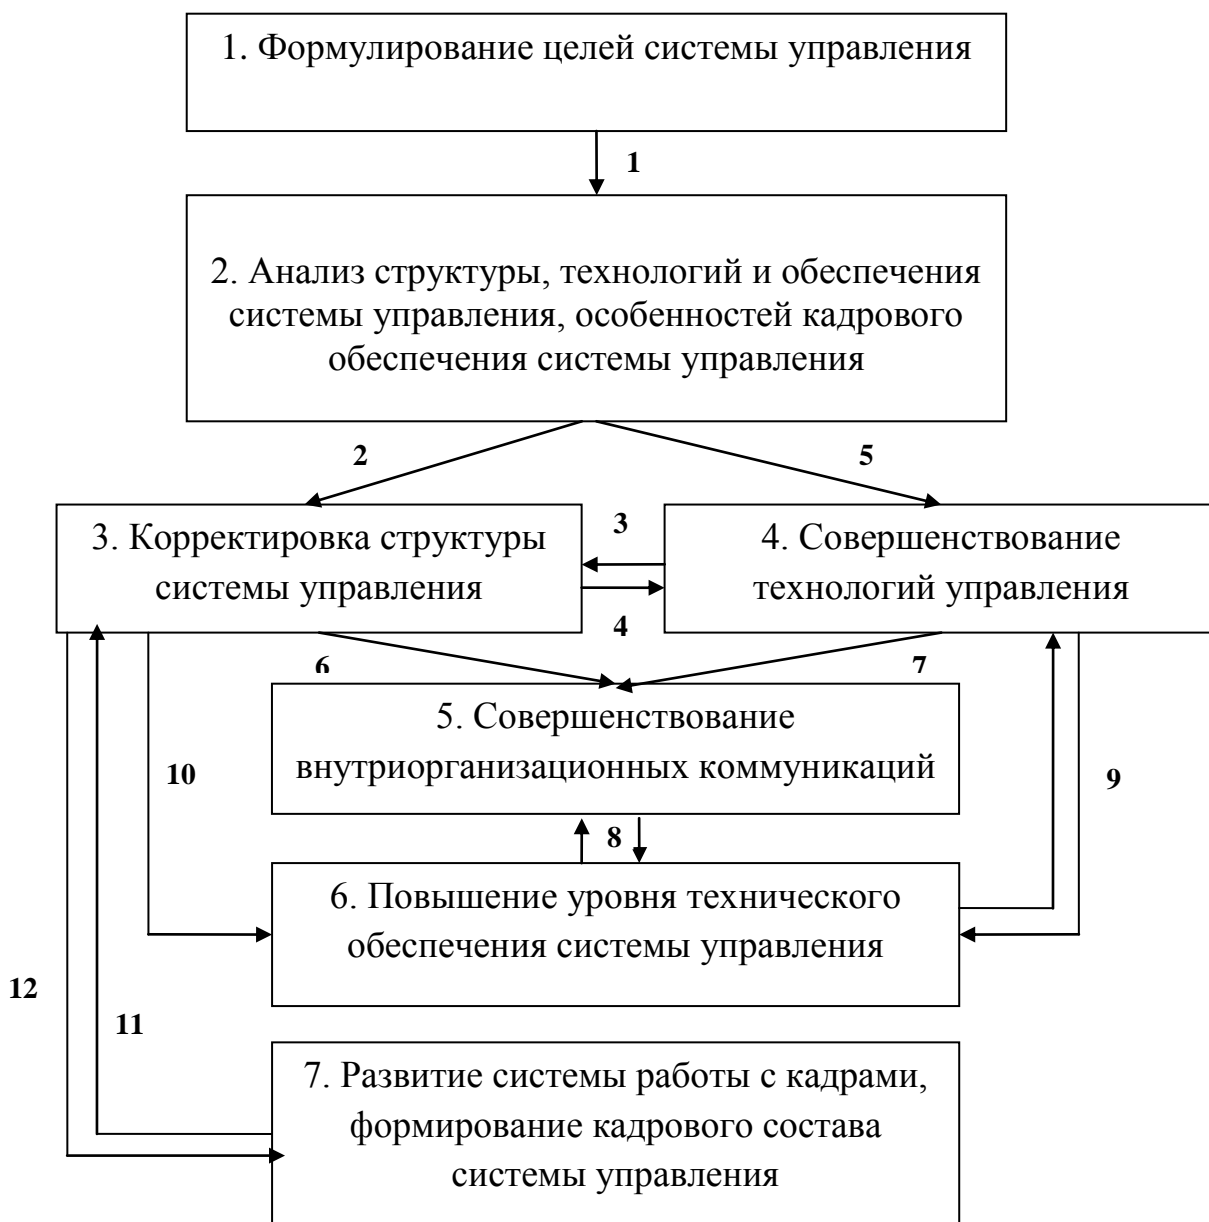 1. Формулирование целей системы управления
1
2. Анализ структуры, технологий и обеспечения
системы управления, особенностей кадрового
обеспечения системы управления
2
5
3. Корректировка структуры
системы управления
3
4
4. Совершенствование
технологий управления
6
7
5. Совершенствование
внутриорганизационных коммуникаций
10
9
8
6. Повышение уровня технического
обеспечения системы управления
12
11
7. Развитие системы работы с кадрами,
формирование кадрового состава
системы управления